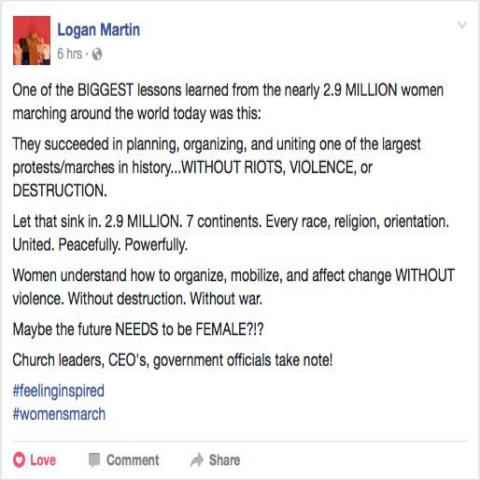 Logan Martin
6 hrs ·
One of the BIGGEST lessons learned from the nearly 2.9 MILLION women
marching around the world today was this:
They succeeded in planning, organizing, and uniting one of the largest
protests/marches in history...WITHOUT RIOTS, VIOLENCE, or
DESTRUCTION.
Let that sink in. 2.9 MILLION. 7 continents. Every race, religion, orientation.
United. Peacefully. Powerfully.
Women understand how to organize, mobilize, and affect change WITHOUT
violence. Without destruction. Without war.
Maybe the future NEEDS to be FEMALE?!?
Church leaders, CEO's, government officials take note!
#feelinginspired
#womensmarch
Love Comment Share